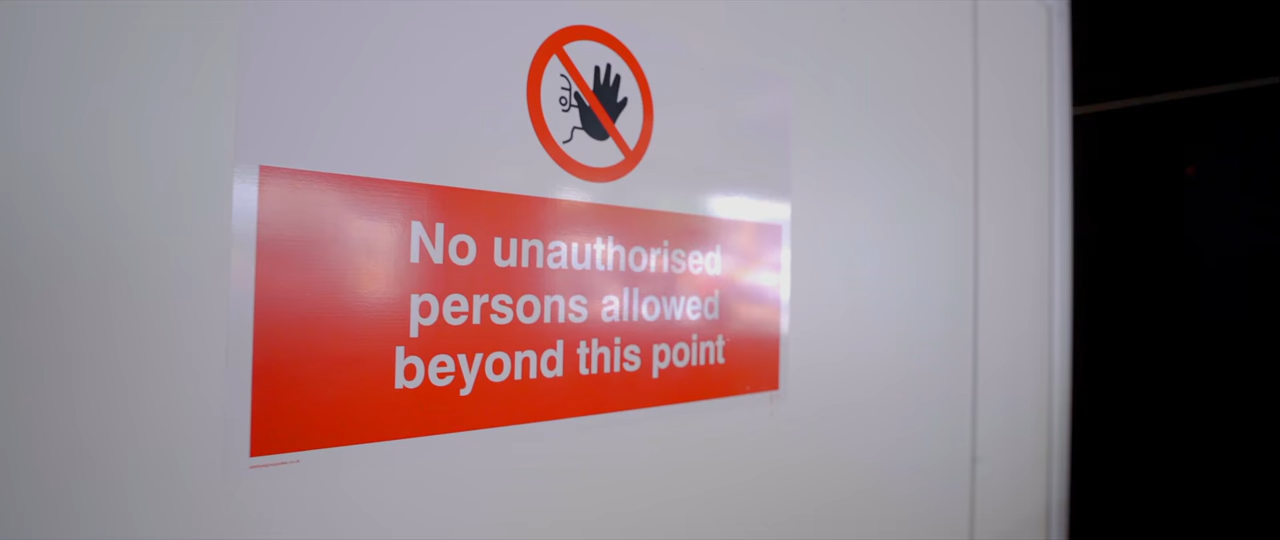 No unauthorised
persons allowed
beyond this point